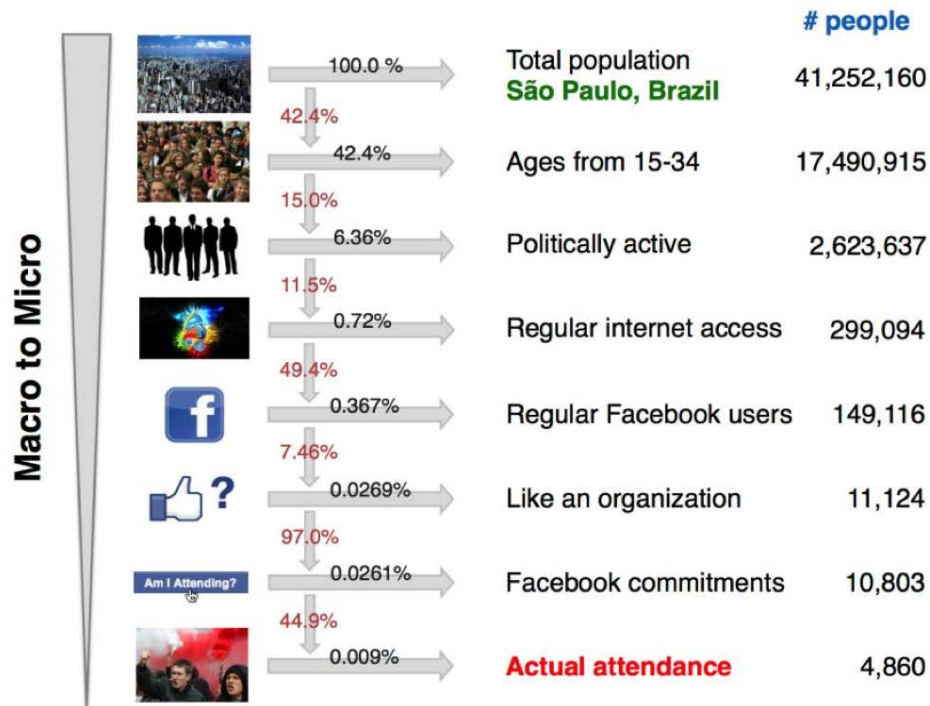 # people
100.0 %
Total population
São Paulo, Brazil
41,252,160
42.4%
42.4%
Ages from 15-34
17,490,915
15.0%
6.36%
Politically active
2,623,637
11.5%
0.72%
Regular internet access
299,094
49.4%
f
0.367%
Regular Facebook users
149,116
7.46%
?
0.0269%
Like an organization
11,124
97.0%
Am I Attending?
0.0261%
Facebook commitments
10,803
44.9%
0.009%
Actual attendance
4,860
Macro to Micro